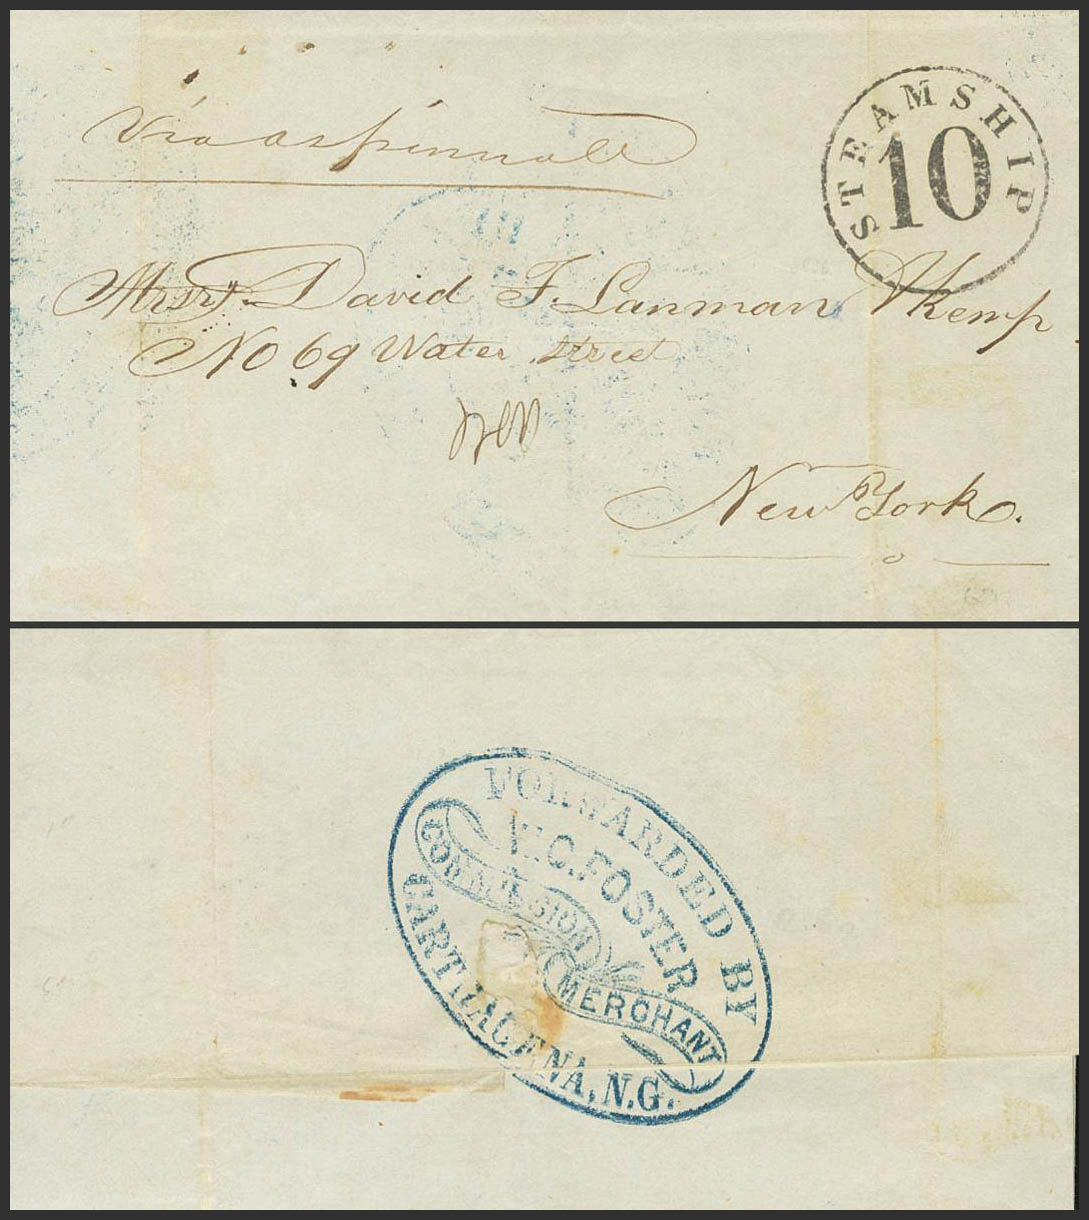 Via aspinnall
STEAMSHIP
10
Messrs. David F. Lanman & Kemp
No 69 Water Street
New York.
FORWARDED BY
H.C. FOSTER
COMMISSION
MERCHANT
CARTHAGENA, N.G.